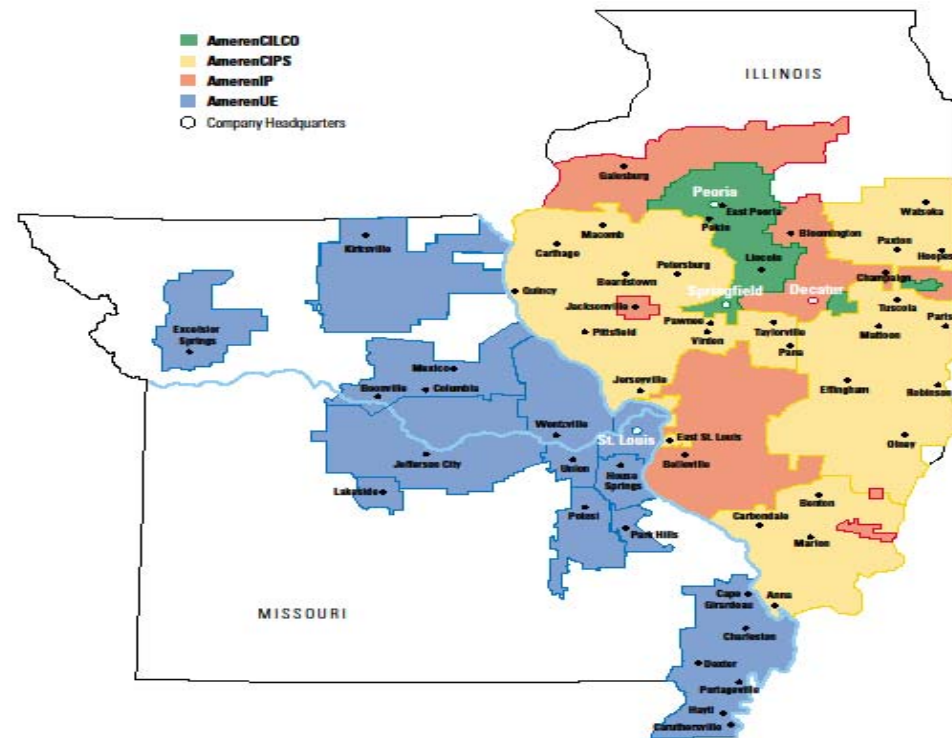 AmerenCILCO
AmerenCIPS
AmerenIP
AmerenUE
Company Headquarters
ILLINOIS
Galesburg
Peoria
East Peoria
Pekin
Watseka
Macomb
Bloomington
Paxton
Hoopes
Carthage
Kirksville
Lincoln
Petersburg
Champaign
Beardstown
Quincy
Springfield
Decatur
Tuscola
Jacksonville
Paris
Pawnee
Taylorville
Mattoon
Excelsior
Springs
Pittsfield
Virden
Pana
Mexico
Jerseyville
Effingham
Robinson
Boonville
Columbia
Wentzville
St. Louis
East St. Louis
Olney
Jefferson City
Union
House
Springs
Belleville
Lakeside
Benton
Potosi
Carbondale
Park Hills
Marion
Cape
Girardeau
Anna
MISSOURI
Charleston
Dexter
Portageville
Hayti
Caruthersville